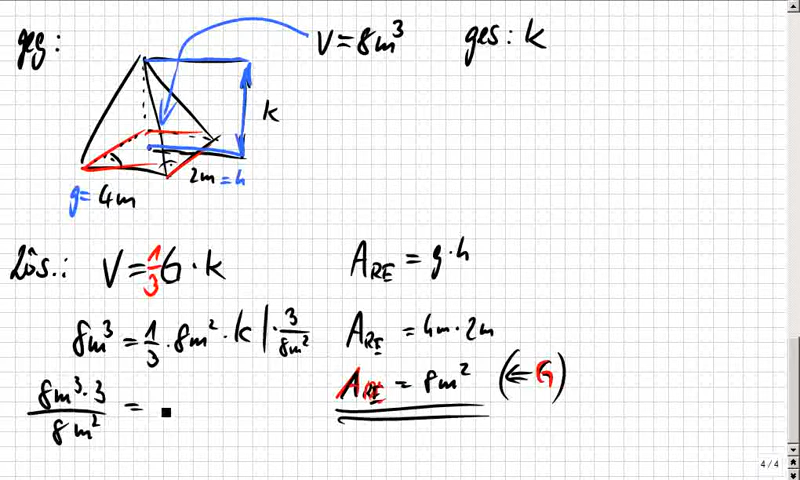 geg: V = 8m³ ges: k
k
2m = h
g = 4m
Lös.: V = 1/3 G · k
8m³ = 1/3 · 8m² · k | · 3/8m²
8m³ · 3 / 8m² =
A_RE = g · h
A_RE = 4m · 2m
A_RE = 8m² (← G)
4 / 4